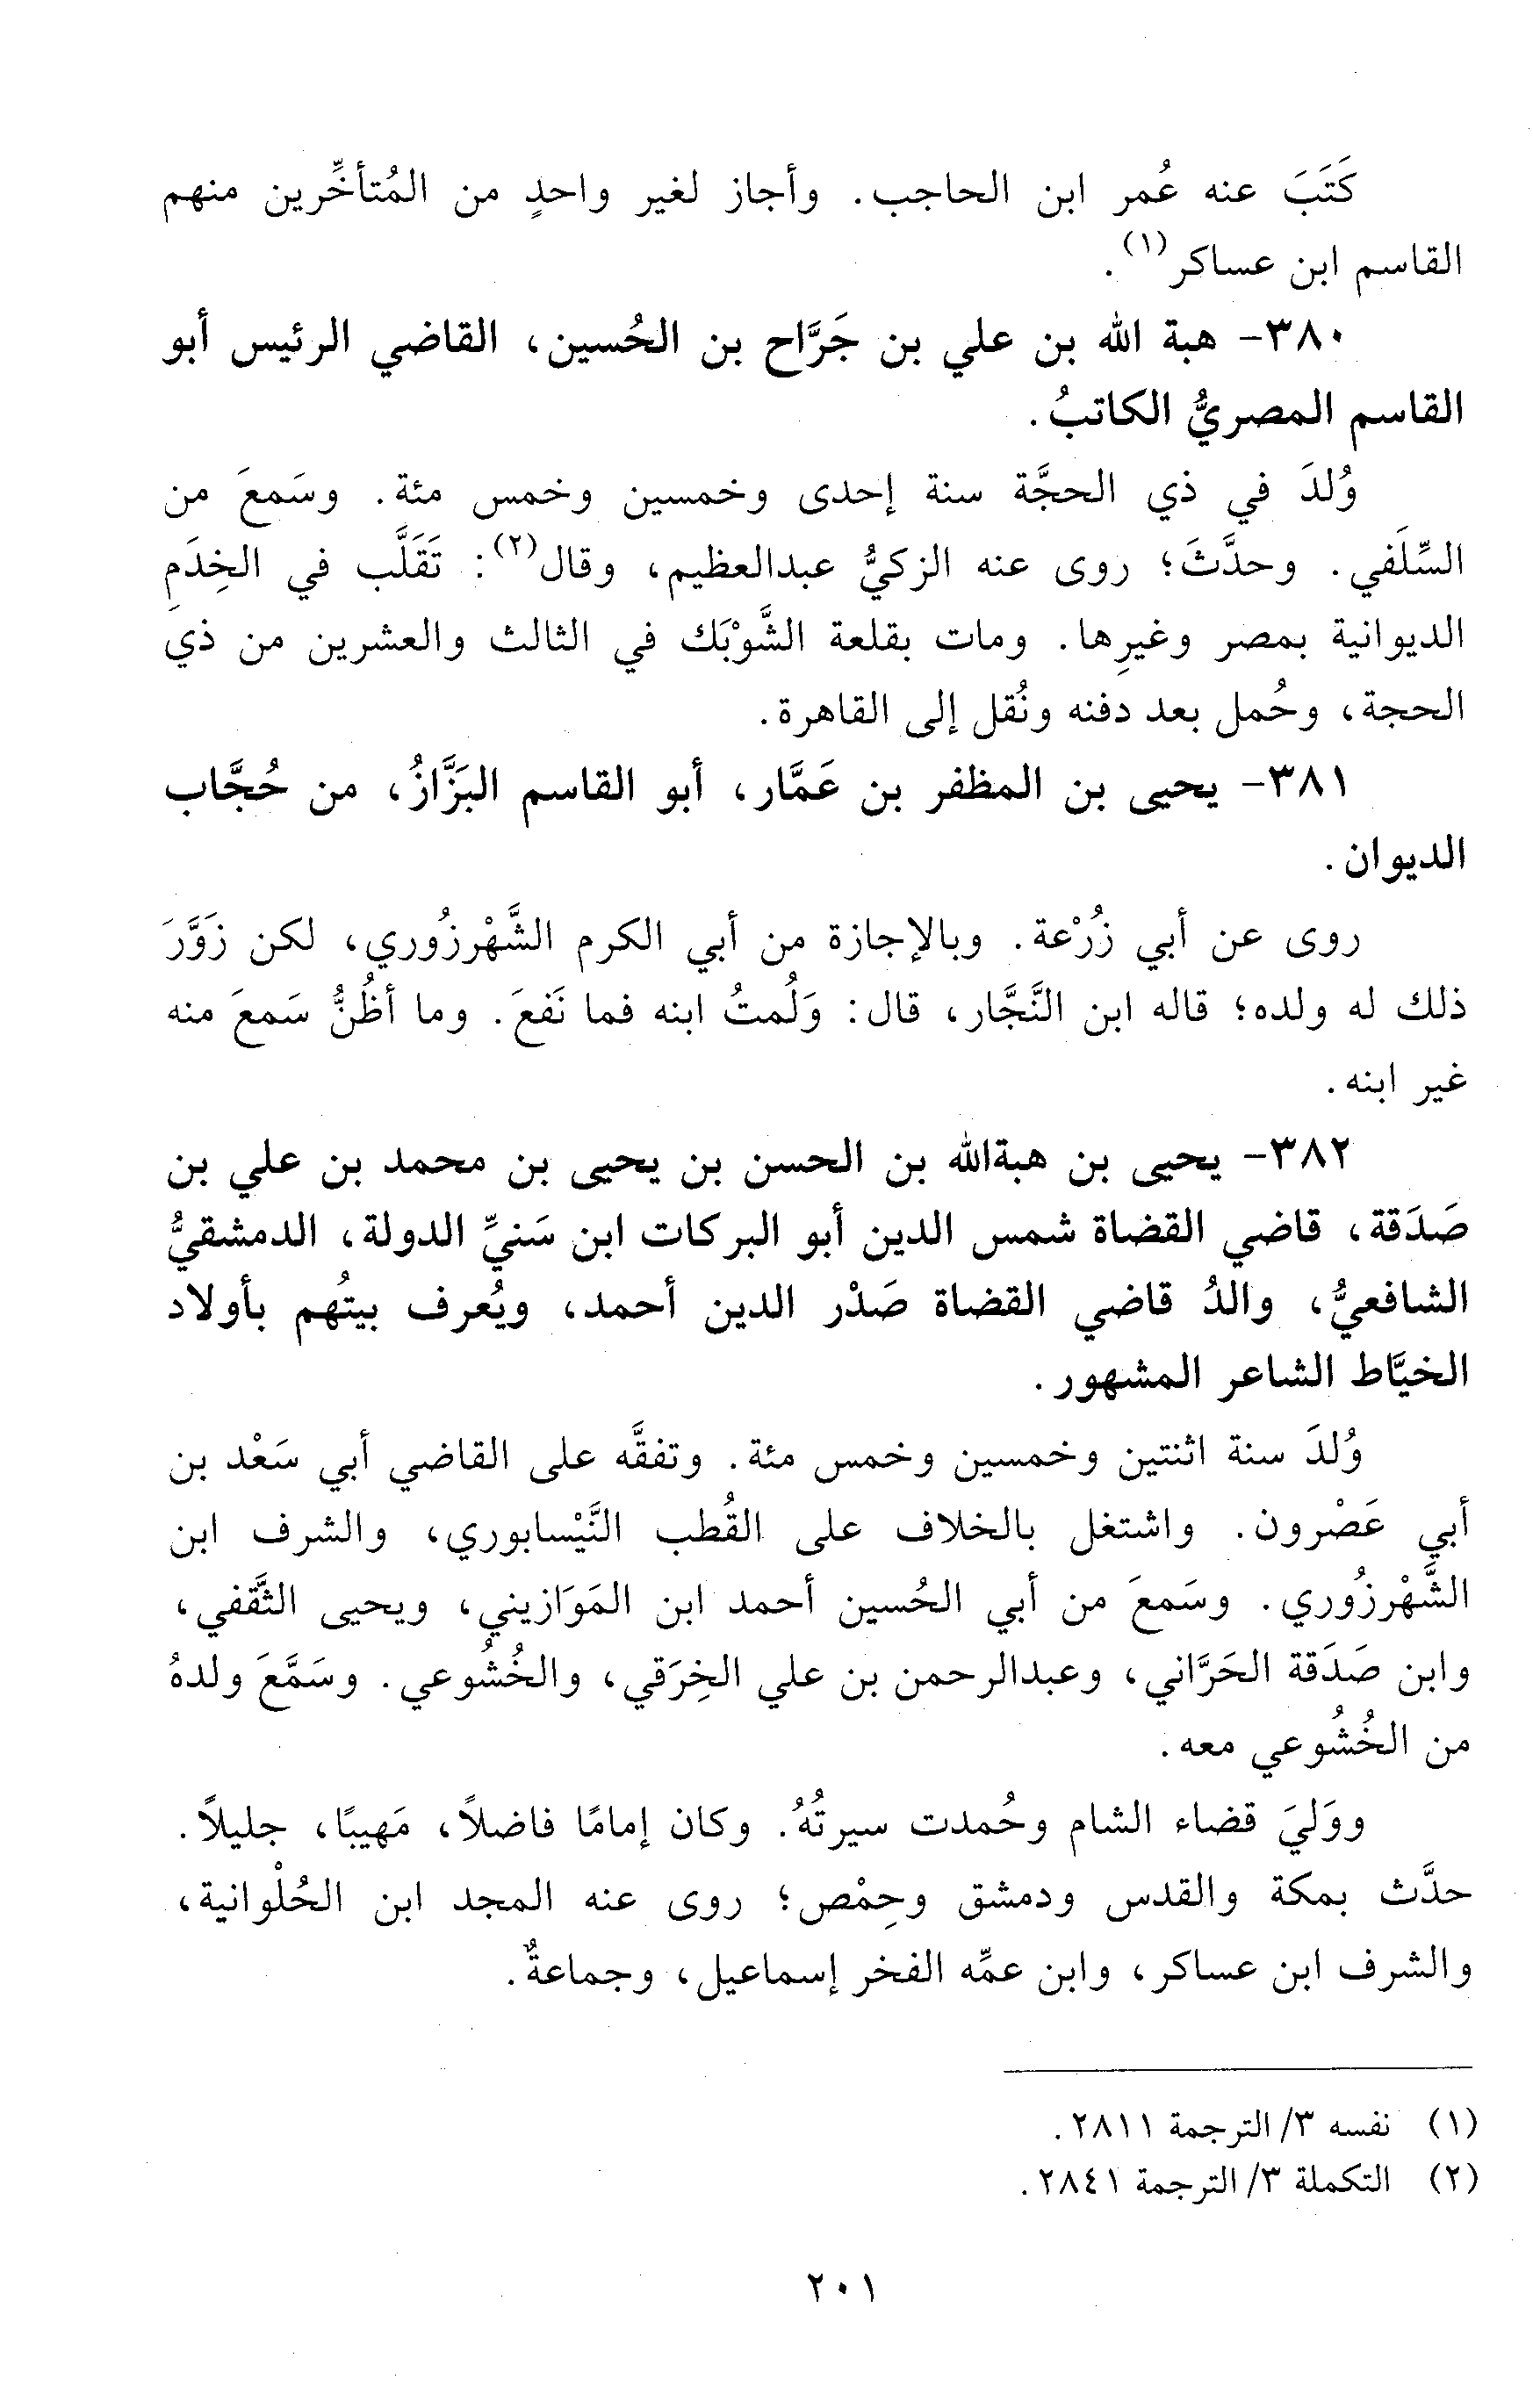 كَتَبَ عنه عُمر ابن الحاجب. وأجاز لغير واحدٍ من المُتأخِّرين منهم
القاسم ابن عساكر(١).
٣٨٠- هبة الله بن علي بن جَرَّاح بن الحُسين، القاضي الرئيس أبو
القاسم المصريُّ الكاتبُ.
وُلدَ في ذي الحجَّة سنة إحدى وخمسين وخمس مئة. وسَمعَ من
السِّلَفي. وحدَّثَ؛ روى عنه الزكيُّ عبدالعظيم، وقال(٢): تَقَلَّب في الخِدَمِ
الديوانية بمصر وغيرِها. ومات بقلعة الشَّوْبَك في الثالث والعشرين من ذي
الحجة، وحُمل بعد دفنه ونُقل إلى القاهرة.
٣٨١- يحيى بن المظفر بن عَمَّار، أبو القاسم البَزَّازُ، من حُجَّاب
الديوان.
روى عن أبي زُرْعة. وبالإجازة من أبي الكرم الشَّهْرزُوري، لكن زَوَّرَ
ذلك له ولده؛ قاله ابن النَّجَّار، قال: وَلُمتُ ابنه فما نَفعَ. وما أظُنُّ سَمعَ منه
غير ابنه.
٣٨٢- يحيى بن هبةالله بن الحسن بن يحيى بن محمد بن علي بن
صَدَقة، قاضي القضاة شمس الدين أبو البركات ابن سَنيِّ الدولة، الدمشقيُّ
الشافعيُّ، والدُ قاضي القضاة صَدْر الدين أحمد، ويُعرف بيتُهم بأولاد
الخيَّاط الشاعر المشهور.
وُلدَ سنة اثنتين وخمسين وخمس مئة. وتفقَّه على القاضي أبي سَعْد بن
أبي عَصْرون. واشتغل بالخلاف على القُطب النَّيْسابوري، والشرف ابن
الشَّهْرزُوري. وسَمعَ من أبي الحُسين أحمد ابن المَوَازيني، ويحيى الثَّقفي،
وابن صَدَقة الحَرَّاني، وعبدالرحمن بن علي الخِرَقي، والخُشُوعي. وسَمَّعَ ولدهُ
من الخُشُوعي معه.
ووَليَ قضاء الشام وحُمدت سيرتُهُ. وكان إمامًا فاضلاً، مَهيبًا، جليلاً.
حدَّث بمكة والقدس ودمشق وحِمْص؛ روى عنه المجد ابن الحُلْوانية،
والشرف ابن عساكر، وابن عمِّه الفخر إسماعيل، وجماعةٌ.
(١) نفسه ٣/ الترجمة ٢٨١١.
(٢) التكملة ٣/ الترجمة ٢٨٤١.
٢٠١